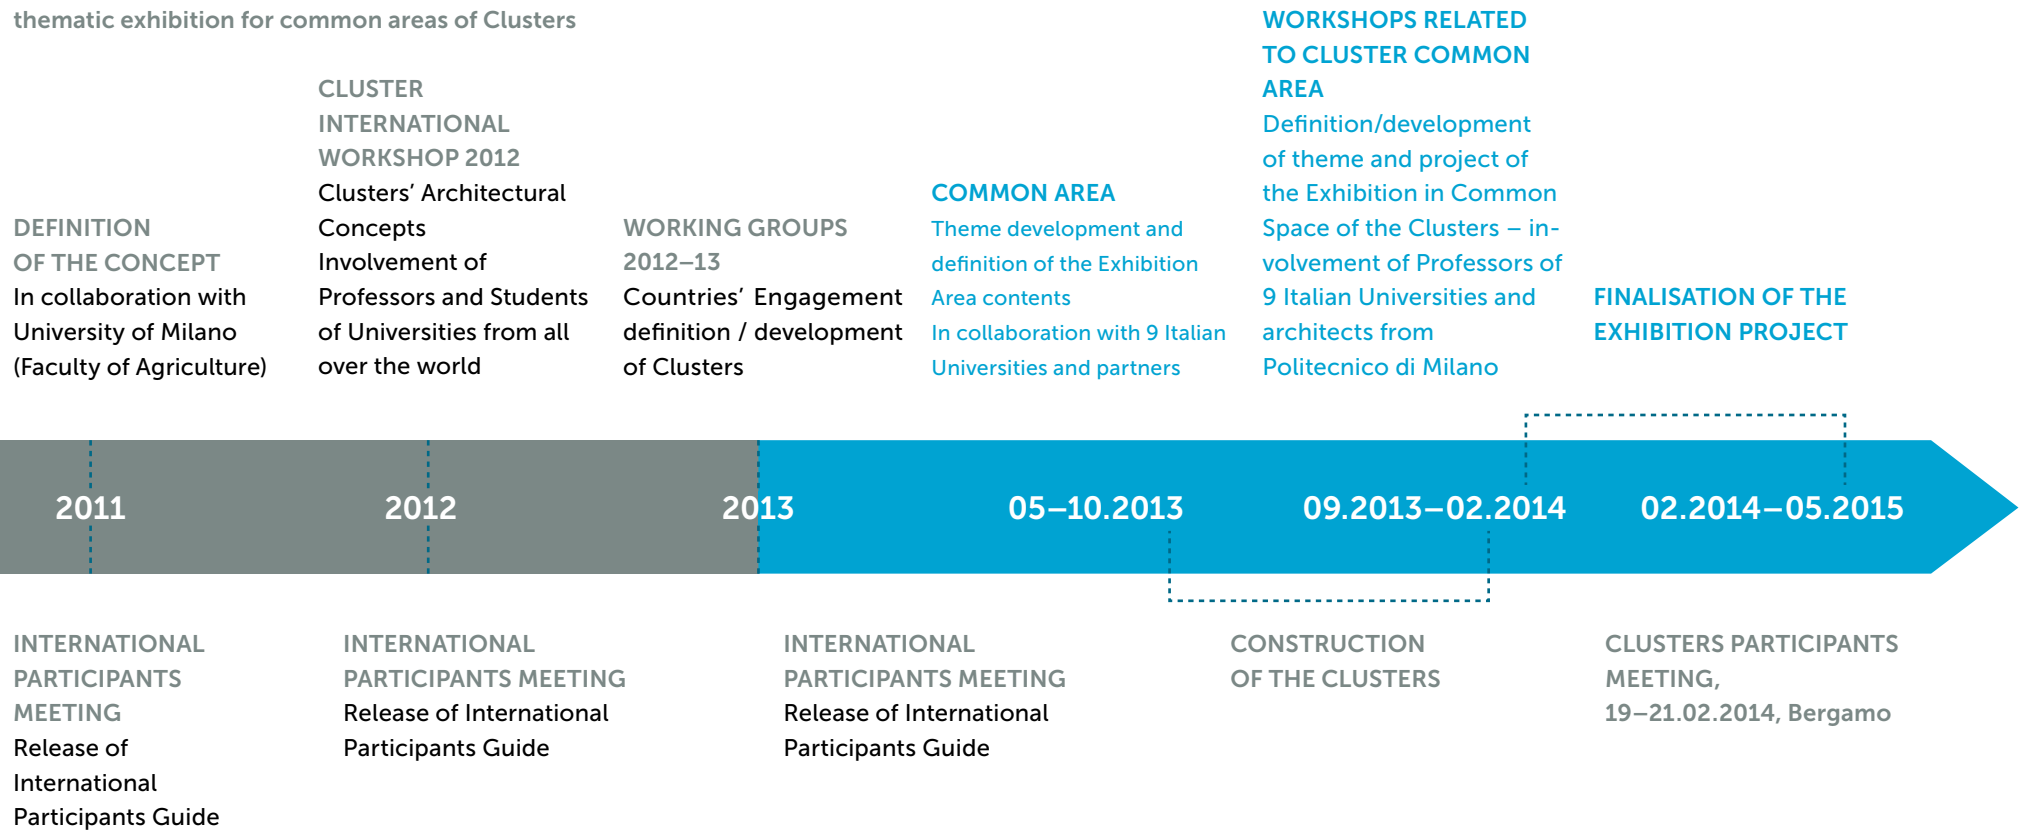 thematic exhibition for common areas of Clusters
DEFINITION
OF THE CONCEPT
In collaboration with
University of Milano
(Faculty of Agriculture)
CLUSTER
INTERNATIONAL
WORKSHOP 2012
Clusters’ Architectural
Concepts
Involvement of
Professors and Students
of Universities from all
over the world
WORKING GROUPS
2012–13
Countries’ Engagement
definition / development
of Clusters
COMMON AREA
Theme development and
definition of the Exhibition
Area contents
In collaboration with 9 Italian
Universities and partners
WORKSHOPS RELATED
TO CLUSTER COMMON
AREA
Definition/development
of theme and project of
the Exhibition in Common
Space of the Clusters – in-
volvement of Professors of
9 Italian Universities and
architects from
Politecnico di Milano
FINALISATION OF THE
EXHIBITION PROJECT
2011
2012
2013
05–10.2013
09.2013–02.2014
02.2014–05.2015
INTERNATIONAL
PARTICIPANTS
MEETING
Release of
International
Participants Guide
INTERNATIONAL
PARTICIPANTS MEETING
Release of International
Participants Guide
INTERNATIONAL
PARTICIPANTS MEETING
Release of International
Participants Guide
CONSTRUCTION
OF THE CLUSTERS
CLUSTERS PARTICIPANTS
MEETING,
19–21.02.2014, Bergamo